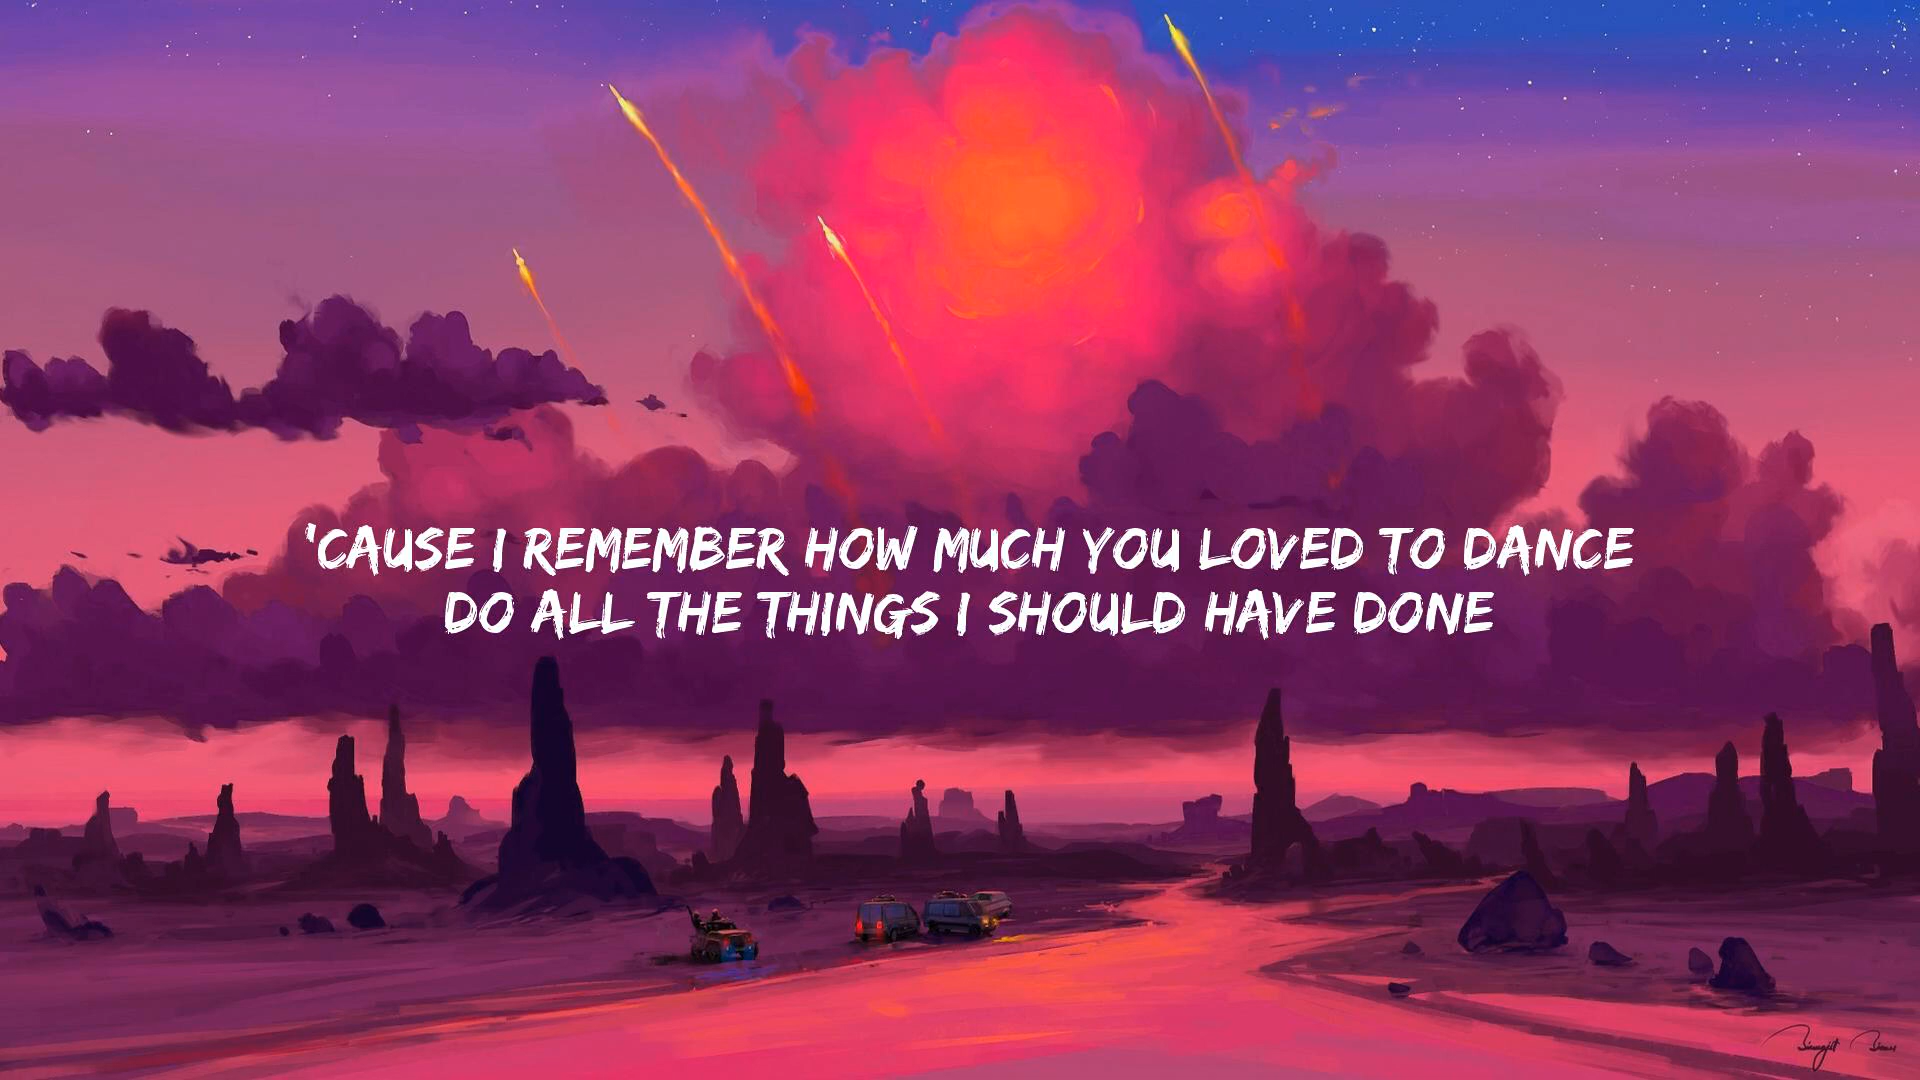 'CAUSE I REMEMBER HOW MUCH YOU LOVED TO DANCE
DO ALL THE THINGS I SHOULD HAVE DONE